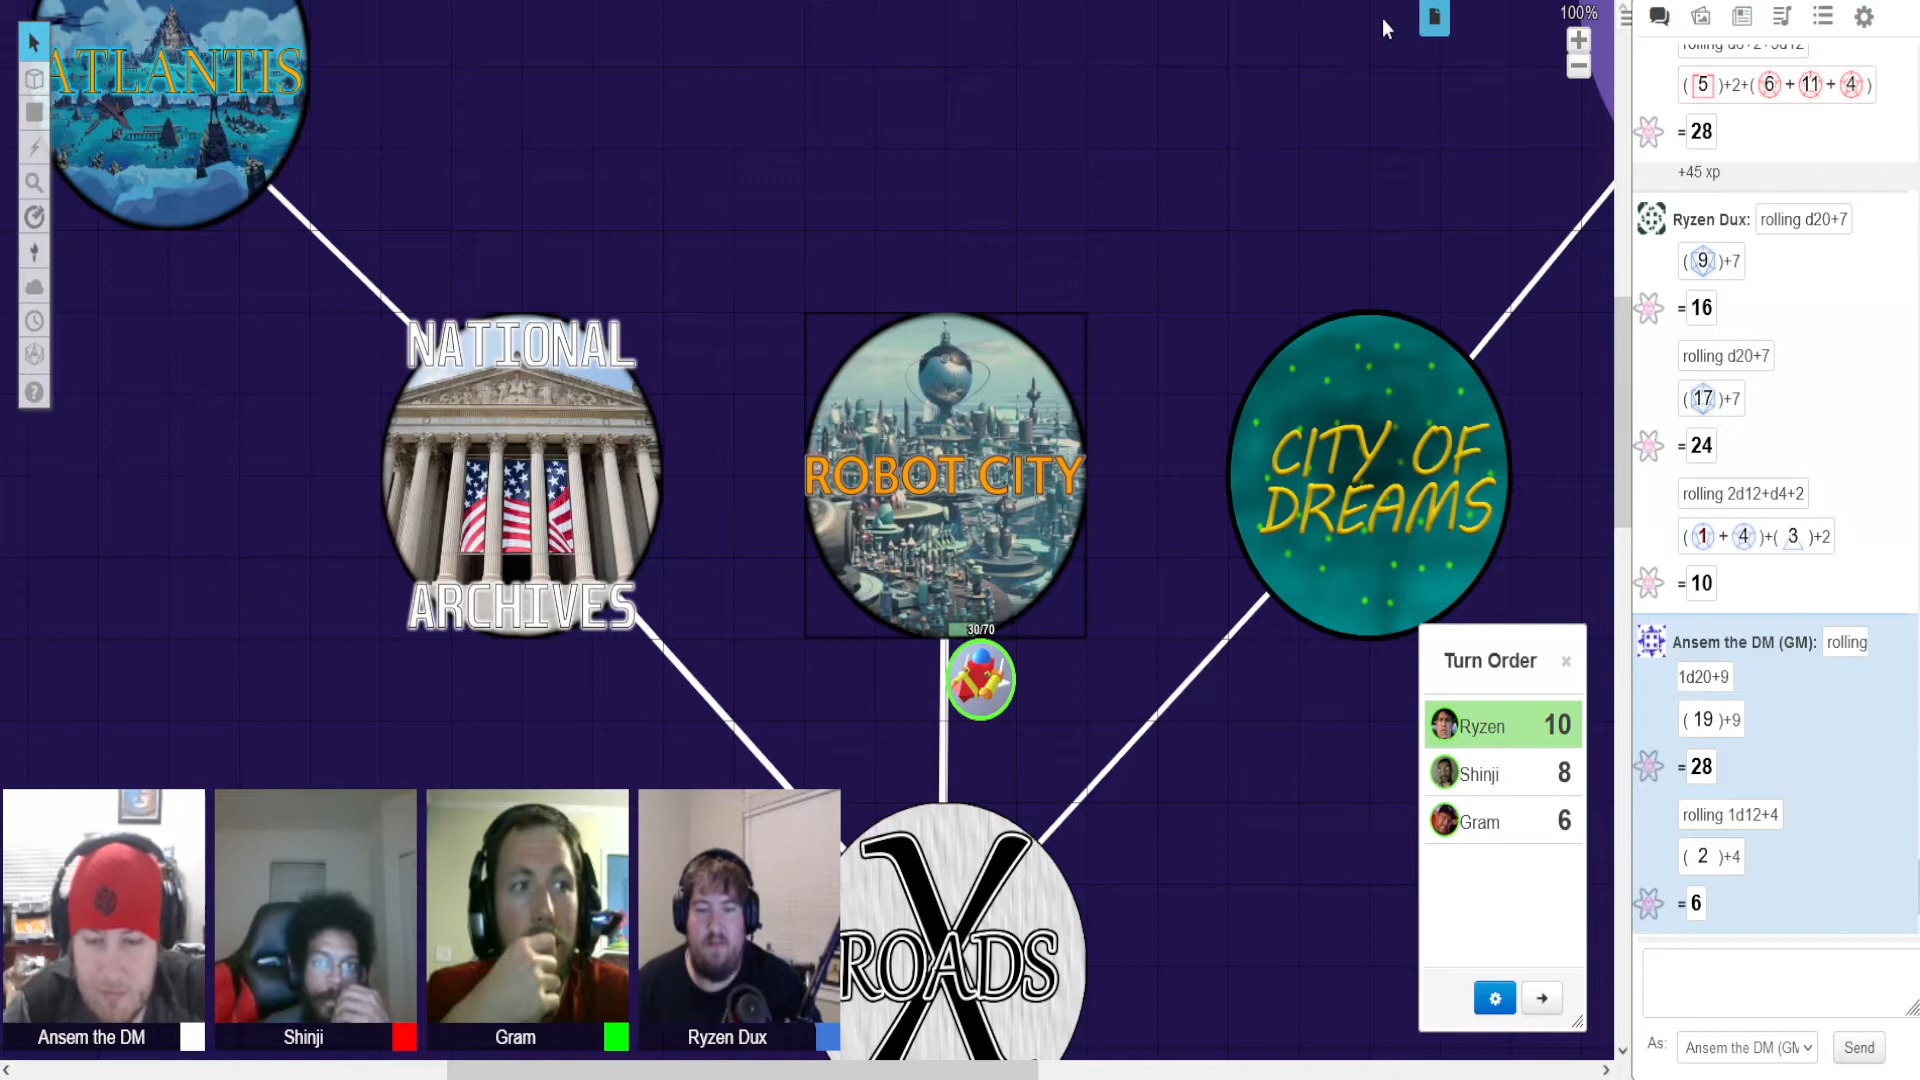 ATLANTIS
NATIONAL
ARCHIVES
ROBOT CITY
CITY OF
DREAMS
30/70
X
ROADS
100%
Turn Order ×
Ryzen 10
Shinji 8
Gram 6
Ansem the DM
Shinji
Gram
Ryzen Dux
(5)+2+(6+11+4)
=28
+45 xp
Ryzen Dux: rolling d20+7
(9)+7
=16
rolling d20+7
(17)+7
=24
rolling 2d12+d4+2
(1+4)+(3)+2
=10
Ansem the DM (GM): rolling
1d20+9
(19)+9
=28
rolling 1d12+4
(2)+4
=6
As: Ansem the DM (GM Send